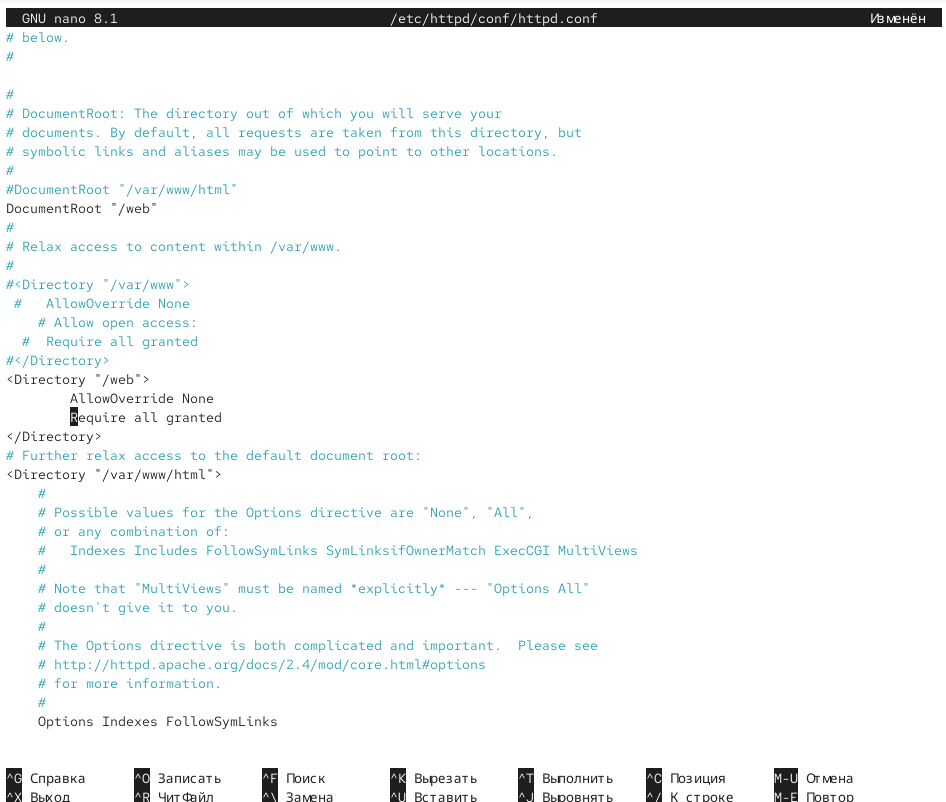 GNU nano 8.1 /etc/httpd/conf/httpd.conf Изменён
# below.
#
#
# DocumentRoot: The directory out of which you will serve your
# documents. By default, all requests are taken from this directory, but
# symbolic links and aliases may be used to point to other locations.
#
#DocumentRoot "/var/www/html"
DocumentRoot "/web"
#
# Relax access to content within /var/www.
#
#<Directory "/var/www">
#   AllowOverride None
# Allow open access:
#  Require all granted
#</Directory>
<Directory "/web">
AllowOverride None
Require all granted
</Directory>
# Further relax access to the default document root:
<Directory "/var/www/html">
#
# Possible values for the Options directive are "None", "All",
# or any combination of:
#   Indexes Includes FollowSymLinks SymLinksifOwnerMatch ExecCGI MultiViews
#
# Note that "MultiViews" must be named *explicitly* --- "Options All"
# doesn't give it to you.
#
# The Options directive is both complicated and important.  Please see
# http://httpd.apache.org/docs/2.4/mod/core.html#options
# for more information.
#
Options Indexes FollowSymLinks
^G Справка ^O Записать ^F Поиск ^K Вырезать ^T Выполнить ^C Позиция M-U Отмена
^X Выход ^R ЧитФайл ^\ Замена ^U Вставить ^J Выровнять ^/ К строке M-E Повтор